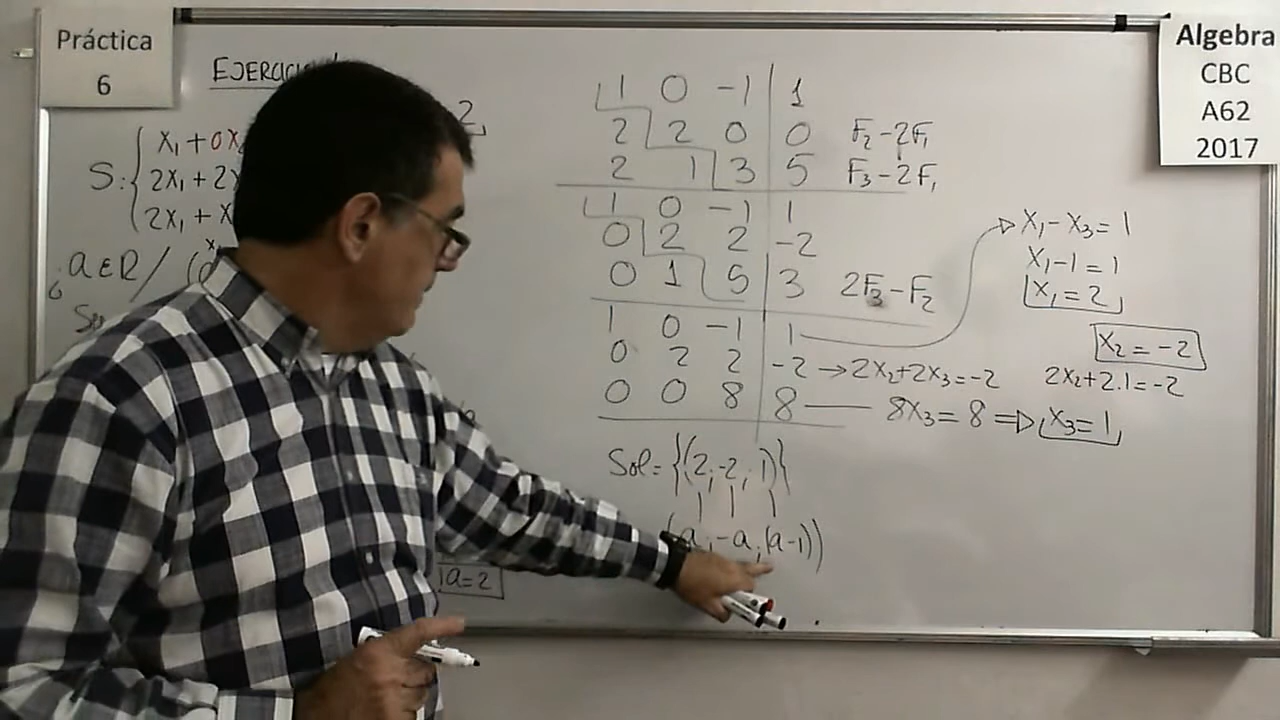 Práctica
6
Algebra
CBC
A62
2017
2
S: { x₁ + 0x
2x₁ + 2
2x₁ + x
¿ a ∈ R / (
a = 2
1 0 -1 | 1
2 2 0 | 0 F₂ - 2F₁
2 1 3 | 5 F₃ - 2F₁
1 0 -1 | 1
0 2 2 | -2
0 1 5 | 3 2F₃ - F₂
1 0 -1 | 1
0 2 2 | -2 → 2x₂+2x₃=-2
0 0 8 | 8 — 8x₃ = 8 ⇒ x₃ = 1
x₁ - x₃ = 1
x₁ - 1 = 1
x₁ = 2
x₂ = -2
2x₂+2.1=-2
Sol = {(2, -2, 1)}
(a, -a, (a-1))